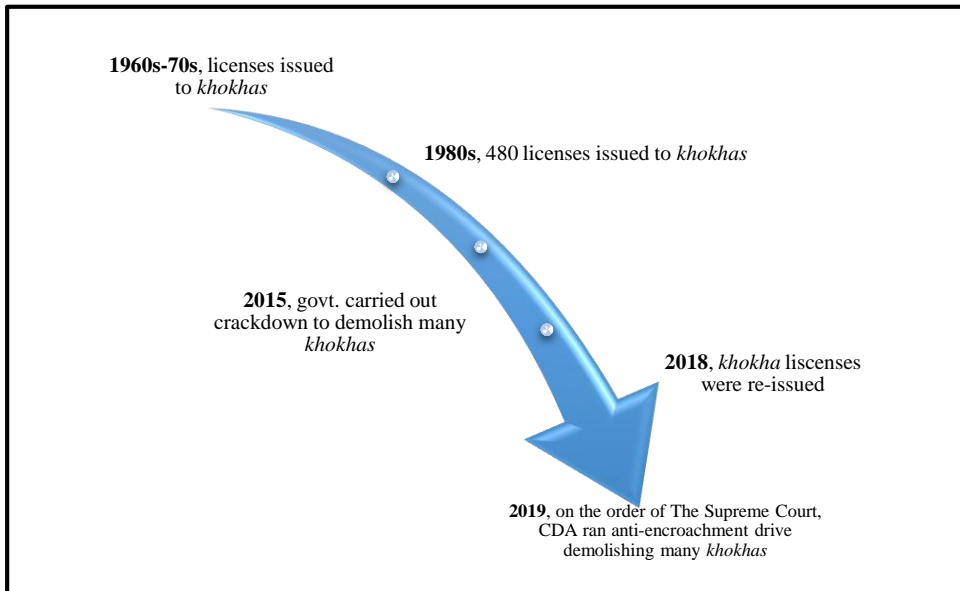 1960s-70s, licenses issued
to khokhas
1980s, 480 licenses issued to khokhas
2015, govt. carried out
crackdown to demolish many
khokhas
2018, khokha liscenses
were re-issued
2019, on the order of The Supreme Court,
CDA ran anti-encroachment drive
demolishing many khokhas